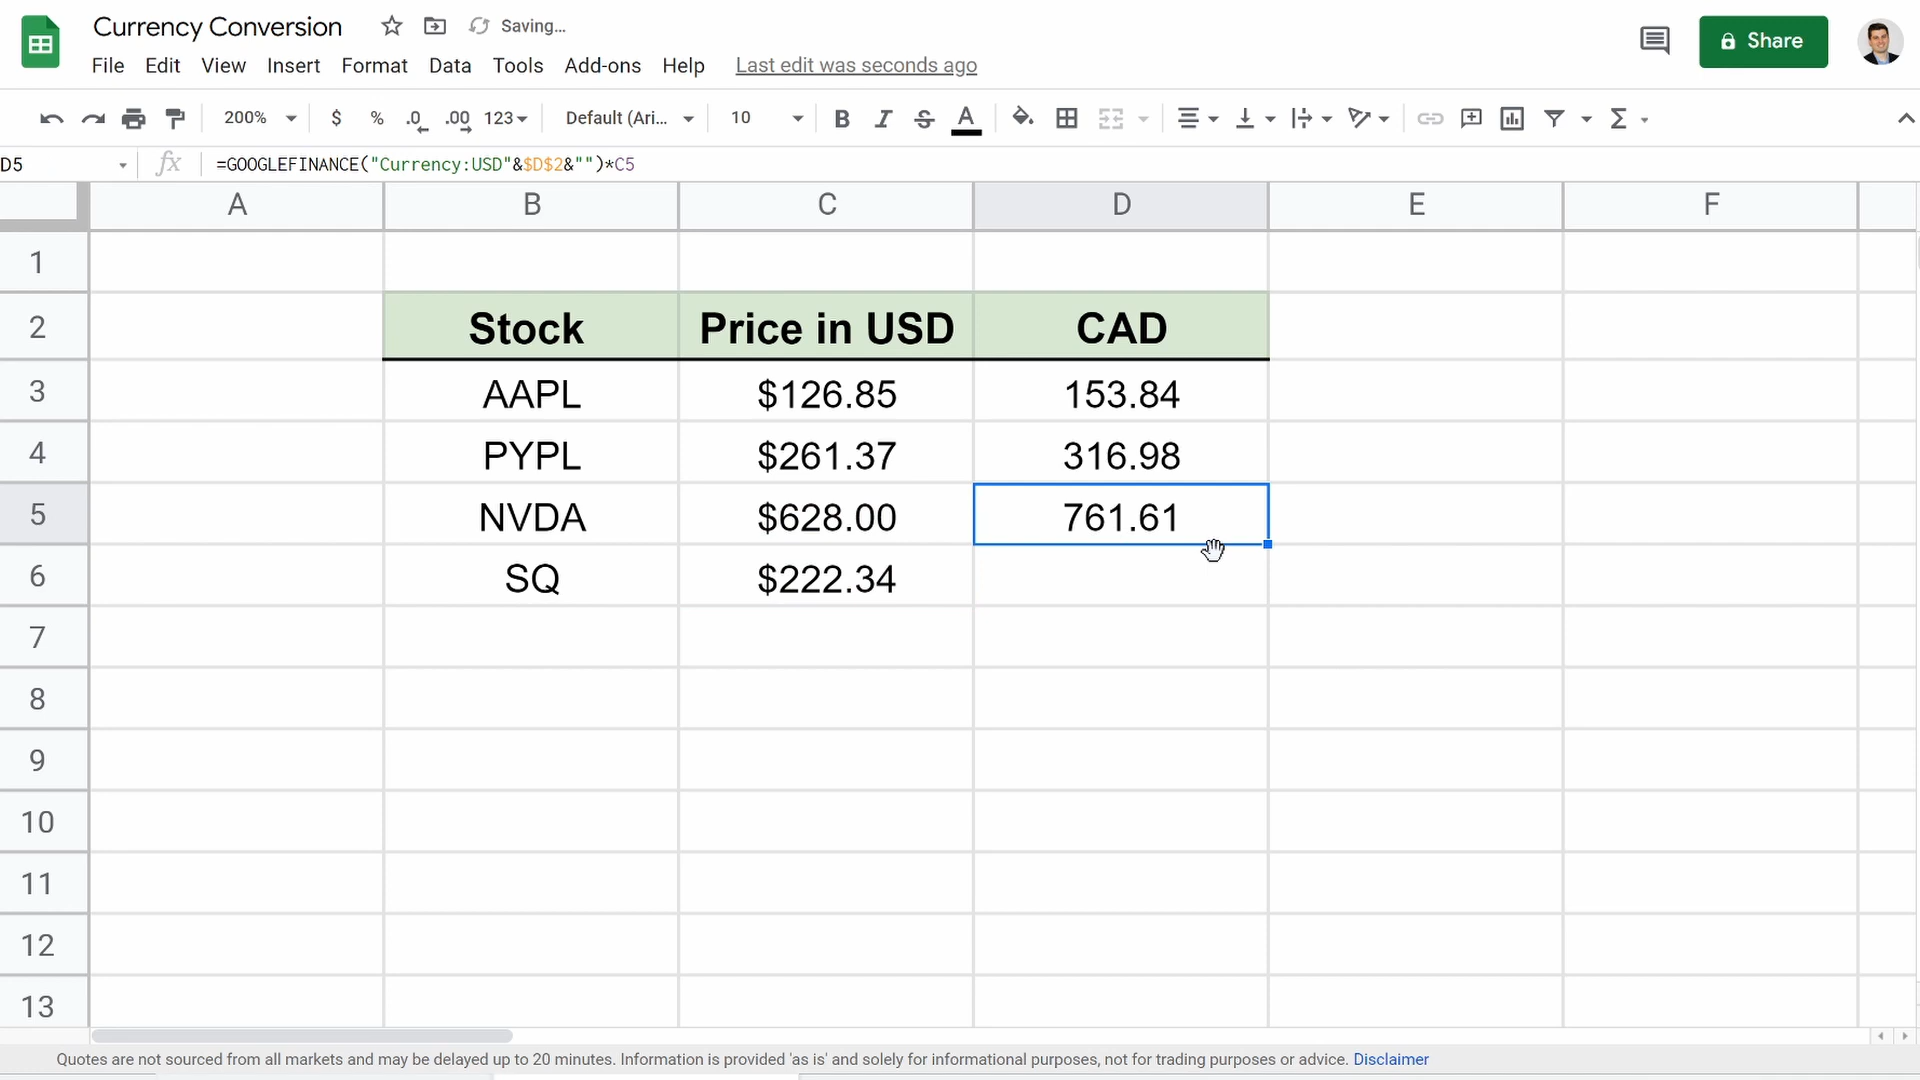 Currency Conversion Saving...
File Edit View Insert Format Data Tools Add-ons Help Last edit was seconds ago
Share
200% $ % .0 .00 123 Default (Ari... 10 B I S A Σ
D5 fx =GOOGLEFINANCE("Currency:USD"&$D$2&"")*C5
A B C D E F
1
2 Stock Price in USD CAD
3 AAPL $126.85 153.84
4 PYPL $261.37 316.98
5 NVDA $628.00 761.61
6 SQ $222.34
7
8
9
10
11
12
13
Quotes are not sourced from all markets and may be delayed up to 20 minutes. Information is provided 'as is' and solely for informational purposes, not for trading purposes or advice. Disclaimer